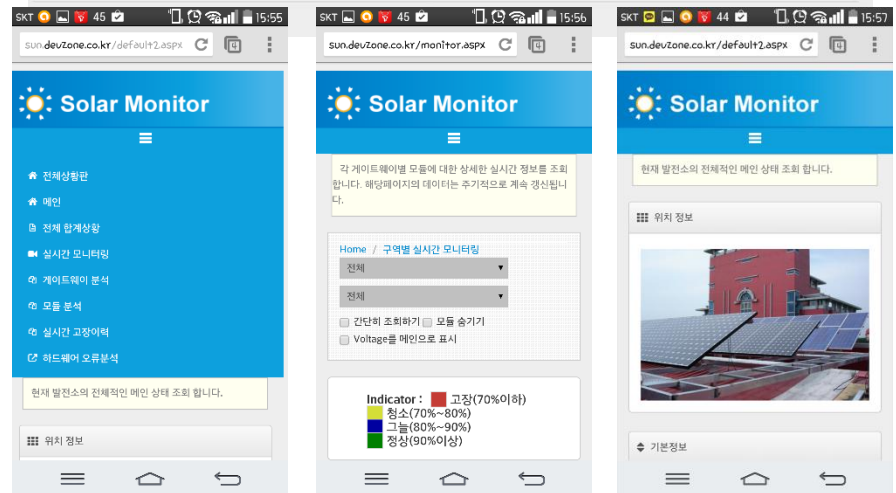 SKT 45 15:55
sun.devzone.co.kr/default2.aspx 4
Solar Monitor
전체상황판
메인
전체 합계상황
실시간 모니터링
게이트웨이 분석
모듈 분석
실시간 고장이력
하드웨어 오류분석
현재 발전소의 전체적인 메인 상태 조회 합니다.
위치 정보
SKT 45 15:56
sun.devzone.co.kr/monitor.aspx 4
Solar Monitor
각 게이트웨이별 모듈에 대한 상세한 실시간 정보를 조회
합니다. 해당페이지의 데이터는 주기적으로 계속 갱신됩니
다.
Home / 구역별 실시간 모니터링
전체
전체
간단히 조회하기 모듈 숨기기
Voltage를 메인으로 표시
Indicator : 고장(70%이하)
청소(70%~80%)
그늘(80%~90%)
정상(90%이상)
SKT 44 15:57
sun.devzone.co.kr/default2.aspx 4
Solar Monitor
현재 발전소의 전체적인 메인 상태 조회 합니다.
위치 정보
기본정보